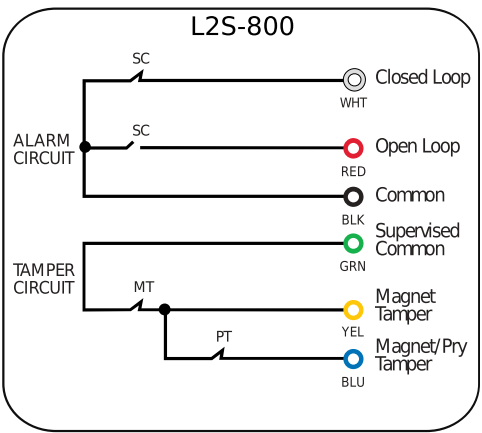 L2S-800
SC
Closed Loop
WHT
SC
ALARM
CIRCUIT
Open Loop
RED
Common
BLK
Supervised
Common
GRN
TAMPER
CIRCUIT
MT
Magnet
Tamper
YEL
PT
Magnet/Pry
Tamper
BLU